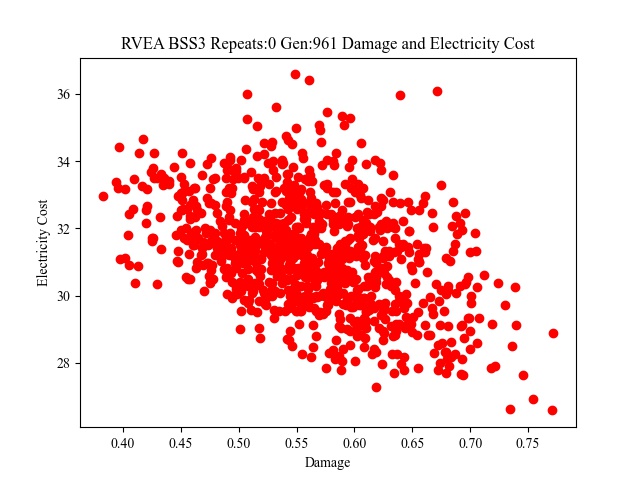 RVEA BSS3 Repeats:0 Gen:961 Damage and Electricity Cost
36
34
32
30
28
Electricity Cost
0.40 0.45 0.50 0.55 0.60 0.65 0.70 0.75
Damage